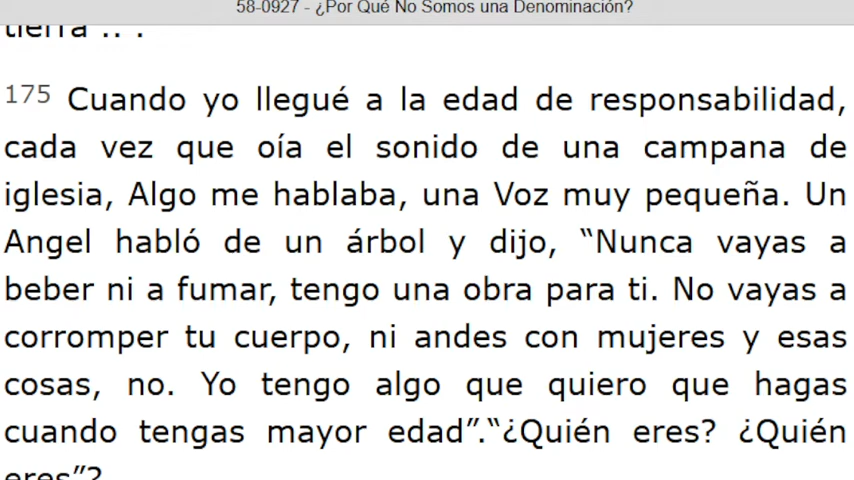 58-0927 - ¿Por Qué No Somos una Denominación?
tierra .. .
175 Cuando yo llegué a la edad de responsabilidad,
cada vez que oía el sonido de una campana de
iglesia, Algo me hablaba, una Voz muy pequeña. Un
Angel habló de un árbol y dijo, “Nunca vayas a
beber ni a fumar, tengo una obra para ti. No vayas a
corromper tu cuerpo, ni andes con mujeres y esas
cosas, no. Yo tengo algo que quiero que hagas
cuando tengas mayor edad”.“¿Quién eres? ¿Quién
eres”?